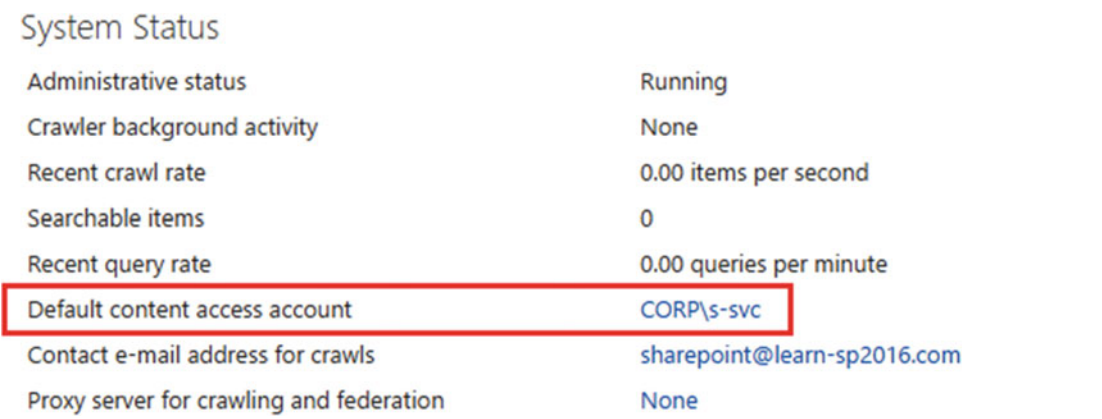 System Status
Administrative status Running
Crawler background activity None
Recent crawl rate 0.00 items per second
Searchable items 0
Recent query rate 0.00 queries per minute
Default content access account CORP\s-svc
Contact e-mail address for crawls sharepoint@learn-sp2016.com
Proxy server for crawling and federation None